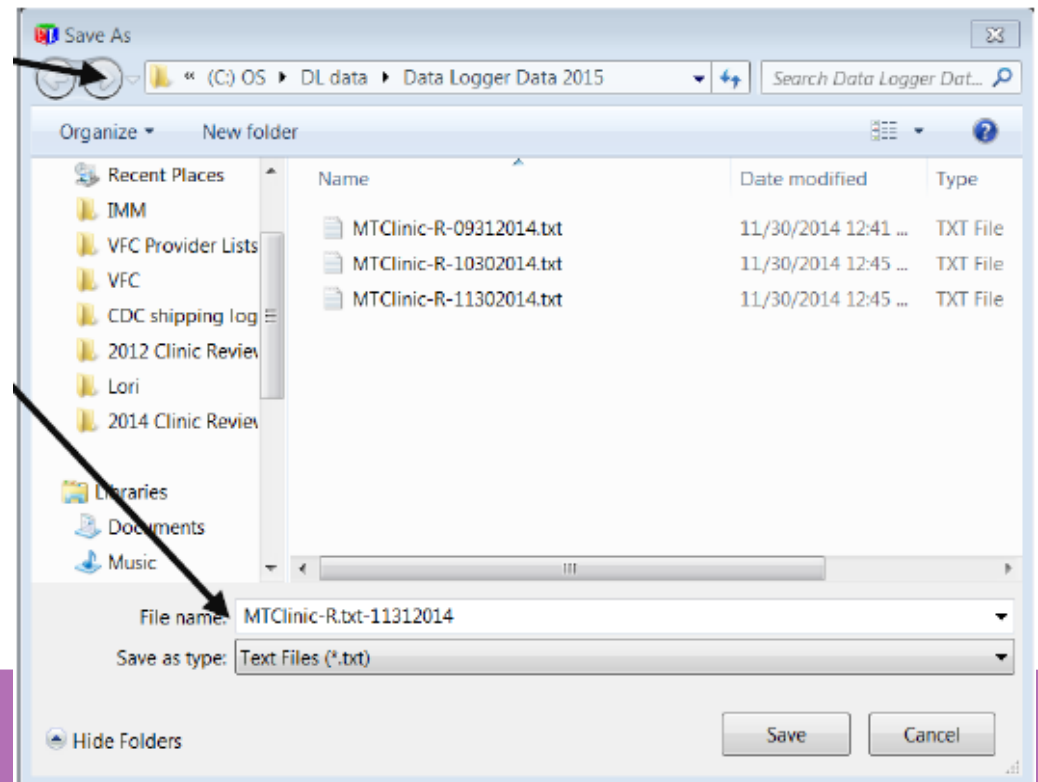 Save As
« (C:) OS ▸ DL data ▸ Data Logger Data 2015 Search Data Logger Dat...
Organize New folder
Name Date modified Type
Recent Places
IMM
VFC Provider Lists
VFC
CDC shipping log
2012 Clinic Review
Lori
2014 Clinic Review
Libraries
Documents
Music
MTClinic-R-09312014.txt 11/30/2014 12:41 ... TXT File
MTClinic-R-10302014.txt 11/30/2014 12:45 ... TXT File
MTClinic-R-11302014.txt 11/30/2014 12:45 ... TXT File
File name: MTClinic-R.txt-11312014
Save as type: Text Files (*.txt)
Hide Folders Save Cancel